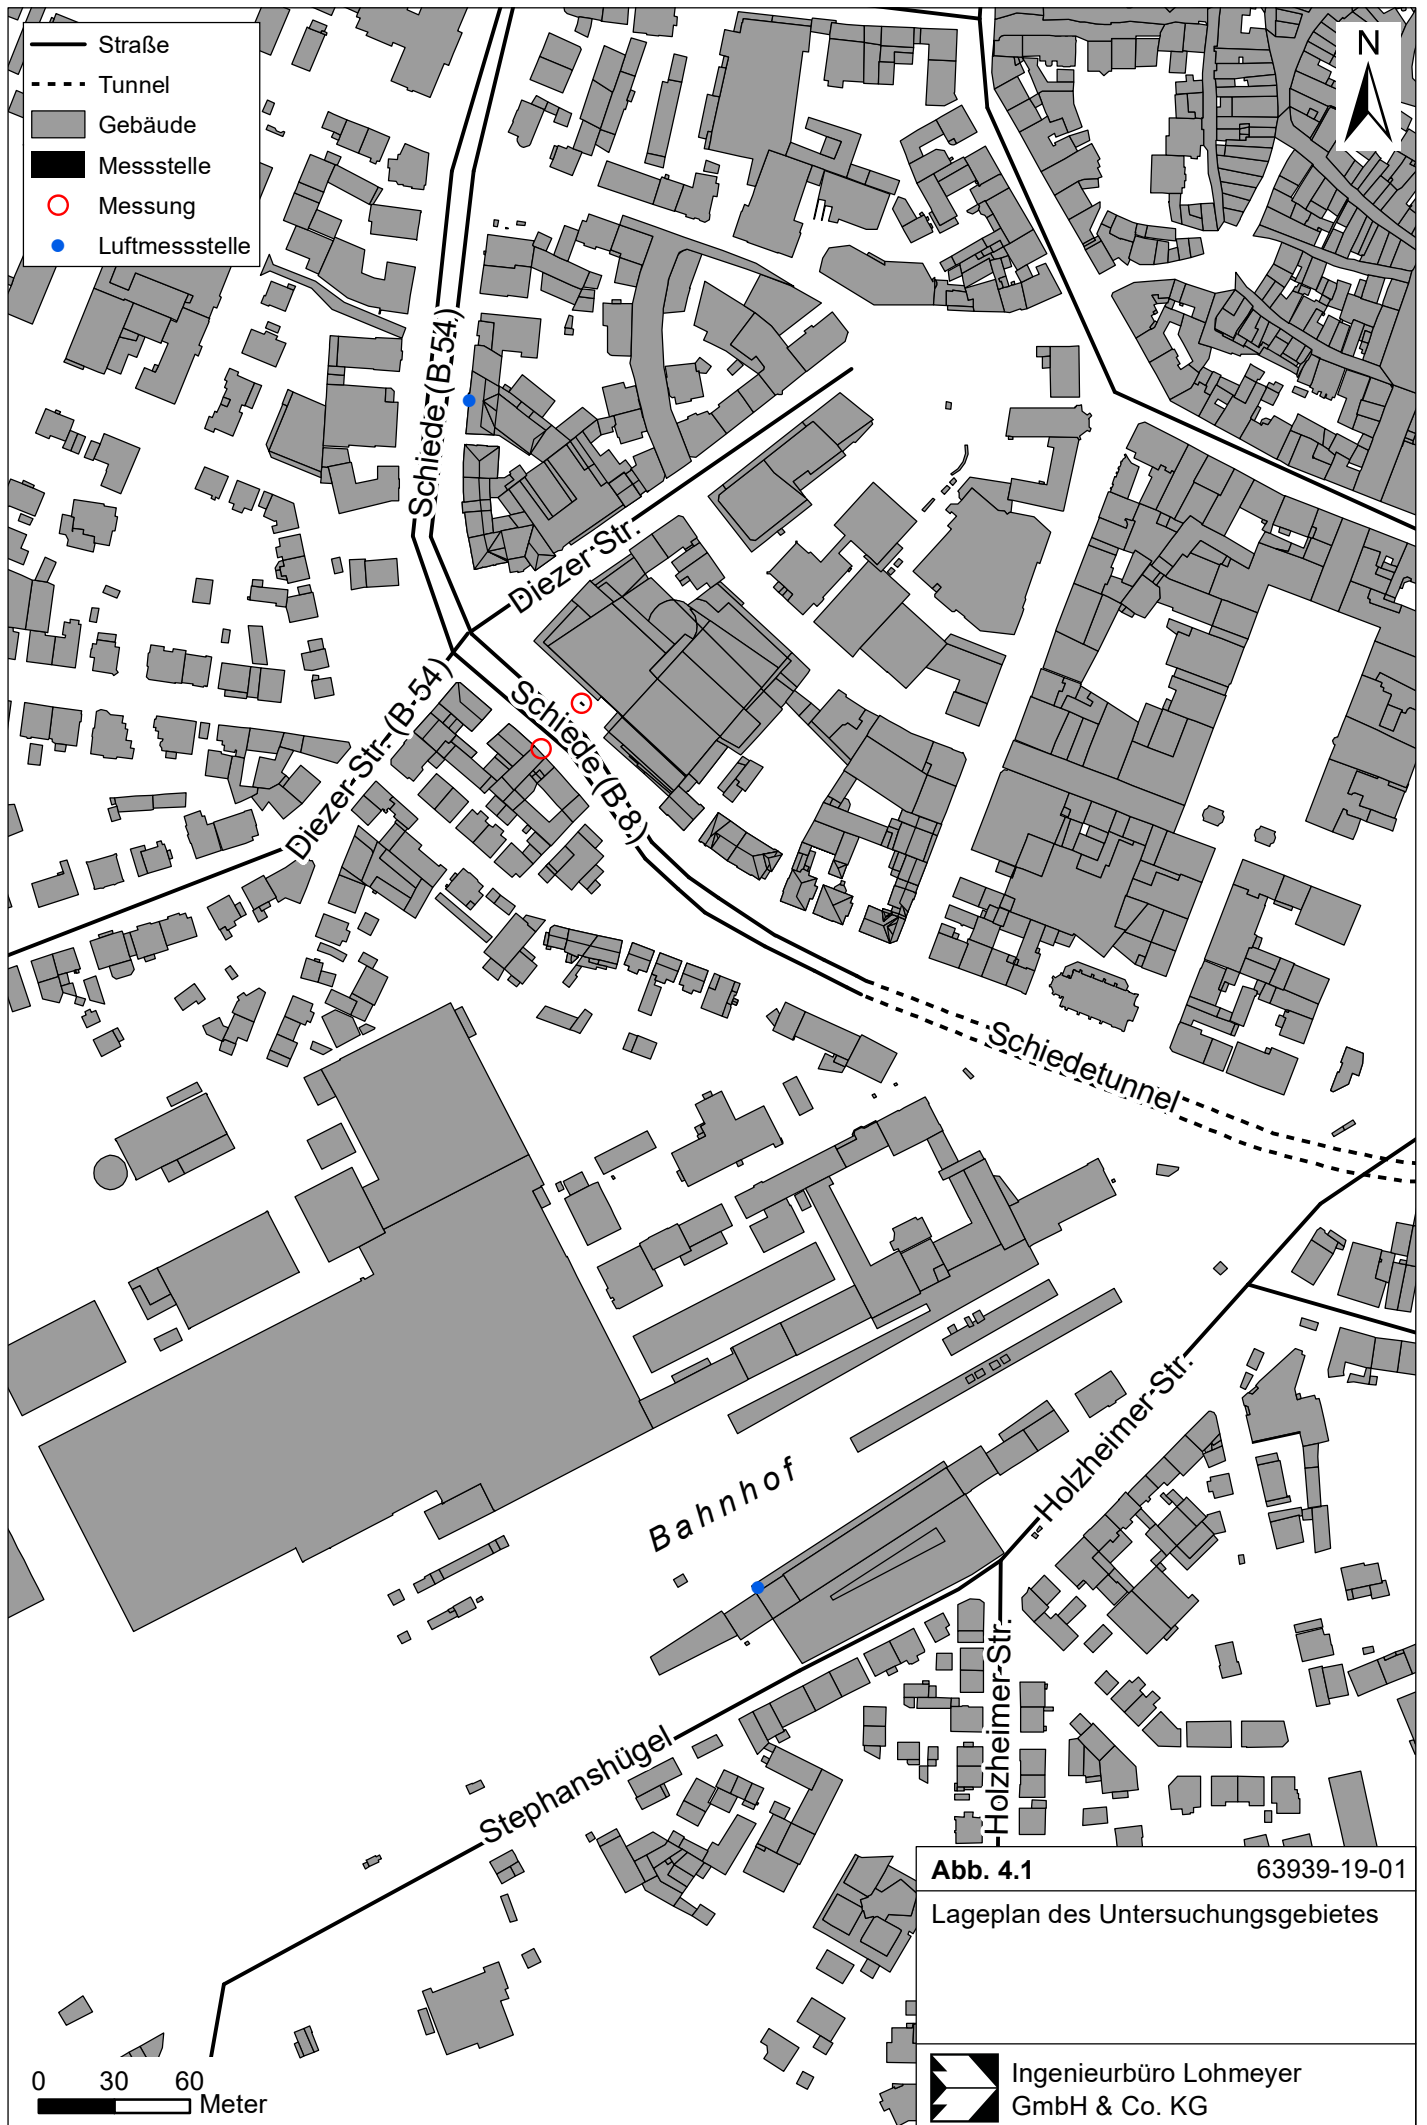 Straße
Tunnel
Gebäude
Messstelle
Messung
Luftmessstelle
N
Schiede (B 54)
Diezer Str.
Schiede (B 8)
Diezer Str. (B 54)
Schiedetunnel
Holzheimer Str.
Bahnhof
Holzheimer Str.
Stephanshügel
Abb. 4.1 63939-19-01
Lageplan des Untersuchungsgebietes
0 30 60
Meter
Ingenieurbüro Lohmeyer
GmbH & Co. KG